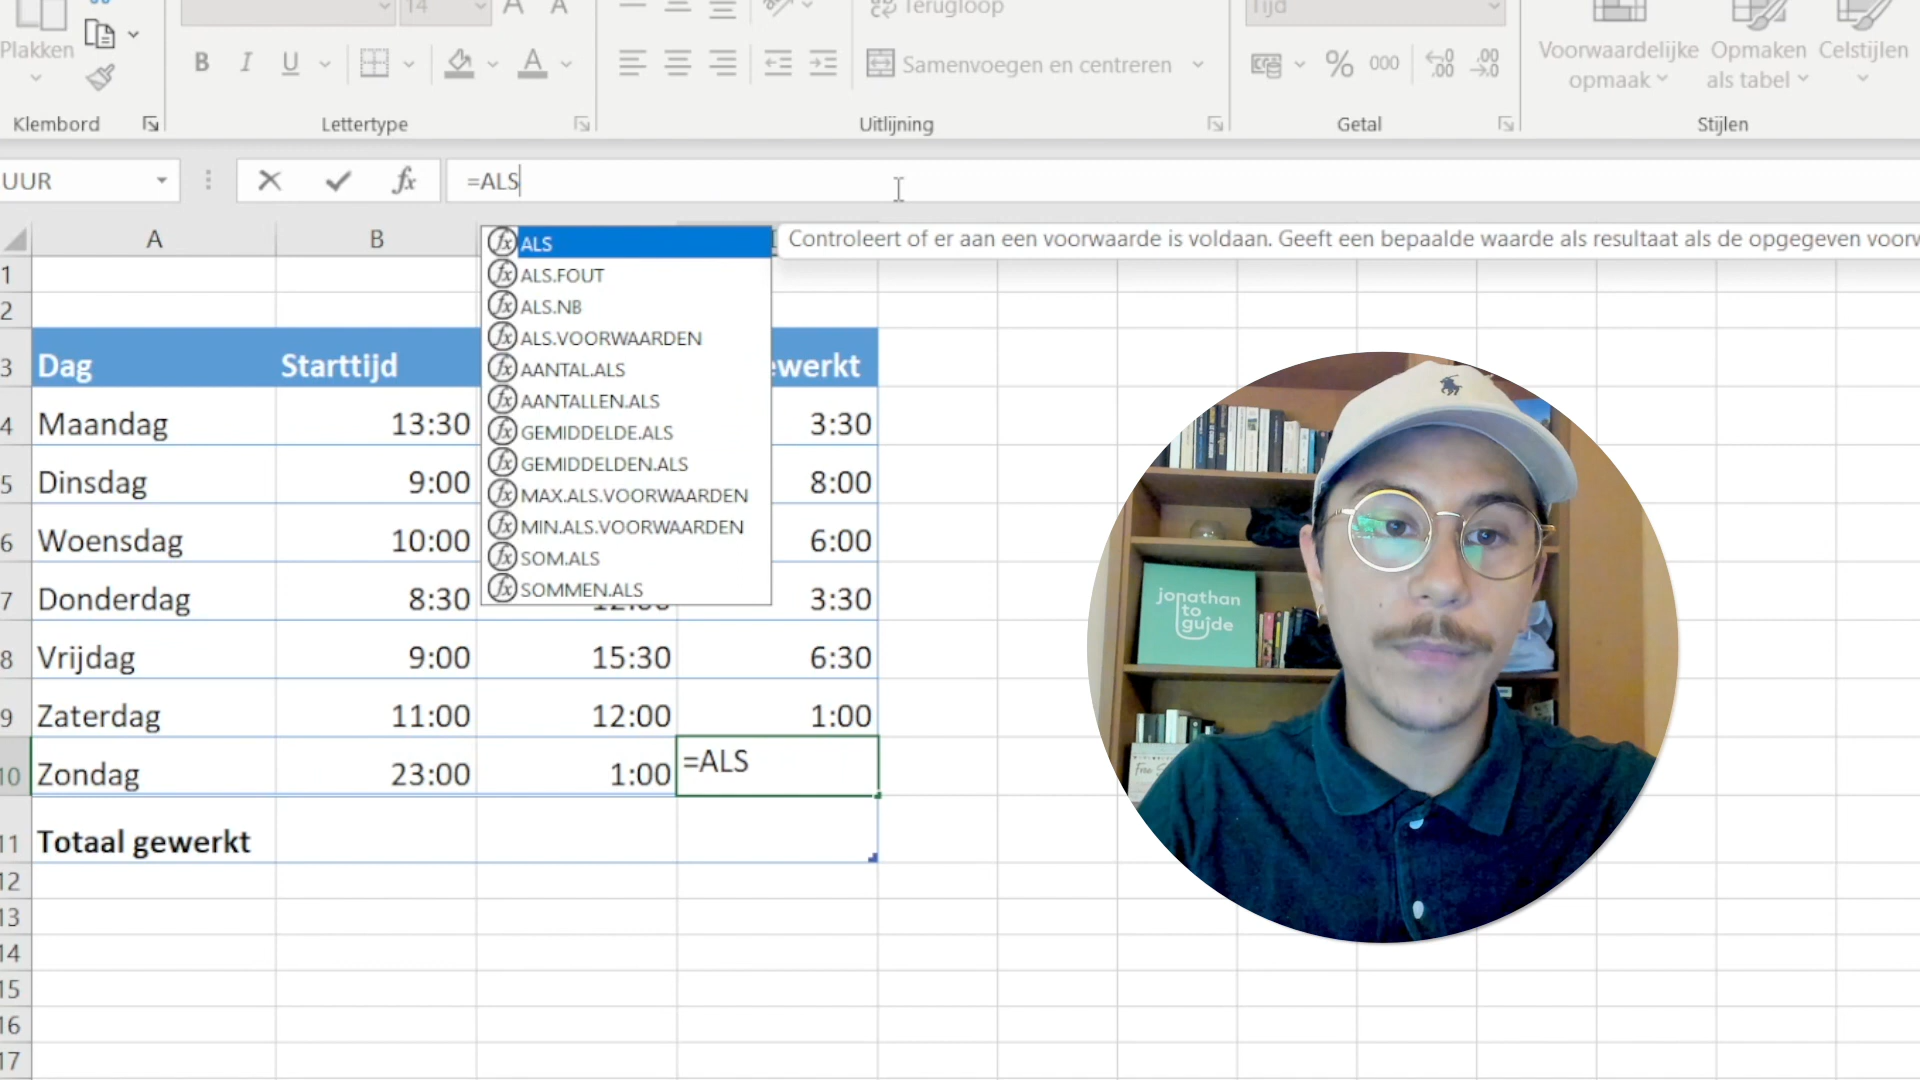 14
Terugloop
Tijd
Plakken
B I U
A
Samenvoegen en centreren
% 000
Voorwaardelijke opmaak
Opmaken als tabel
Celstijlen
Klembord
Lettertype
Uitlijning
Getal
Stijlen
UUR
fx
=ALS
A B
ALS
Controleert of er aan een voorwaarde is voldaan. Geeft een bepaalde waarde als resultaat als de opgegeven voorw
ALS.FOUT
ALS.NB
ALS.VOORWAARDEN
AANTAL.ALS
AANTALLEN.ALS
GEMIDDELDE.ALS
GEMIDDELDEN.ALS
MAX.ALS.VOORWAARDEN
MIN.ALS.VOORWAARDEN
SOM.ALS
SOMMEN.ALS
1
2
3 Dag Starttijd ewerkt
4 Maandag 13:30 3:30
5 Dinsdag 9:00 8:00
6 Woensdag 10:00 6:00
7 Donderdag 8:30 3:30
8 Vrijdag 9:00 15:30 6:30
9 Zaterdag 11:00 12:00 1:00
10 Zondag 23:00 1:00 =ALS
11 Totaal gewerkt
12
13
14
15
16
17
jonathan
to
guide